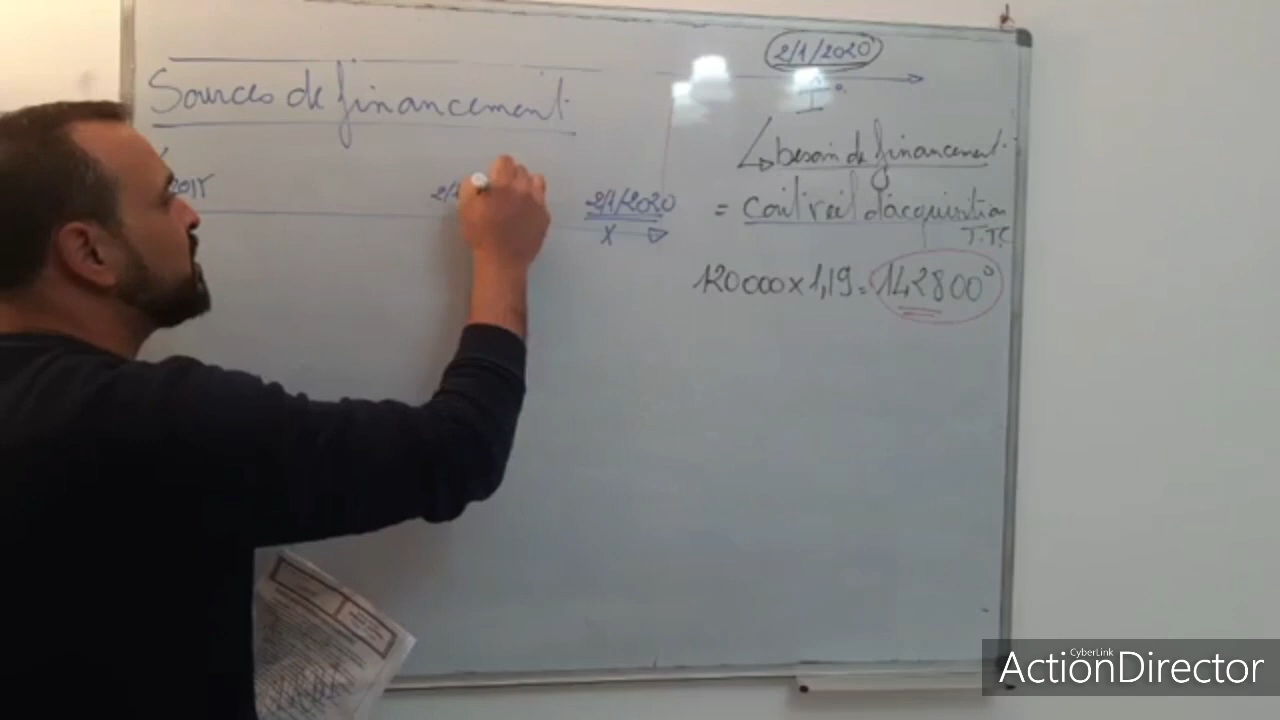 Sources de financement
2/1/2020
I°
besoin de financement
= coût réel d'acquisition
T.T.C
2/1/2020
X
120000 x 1,19 = 142800
CyberLink
ActionDirector